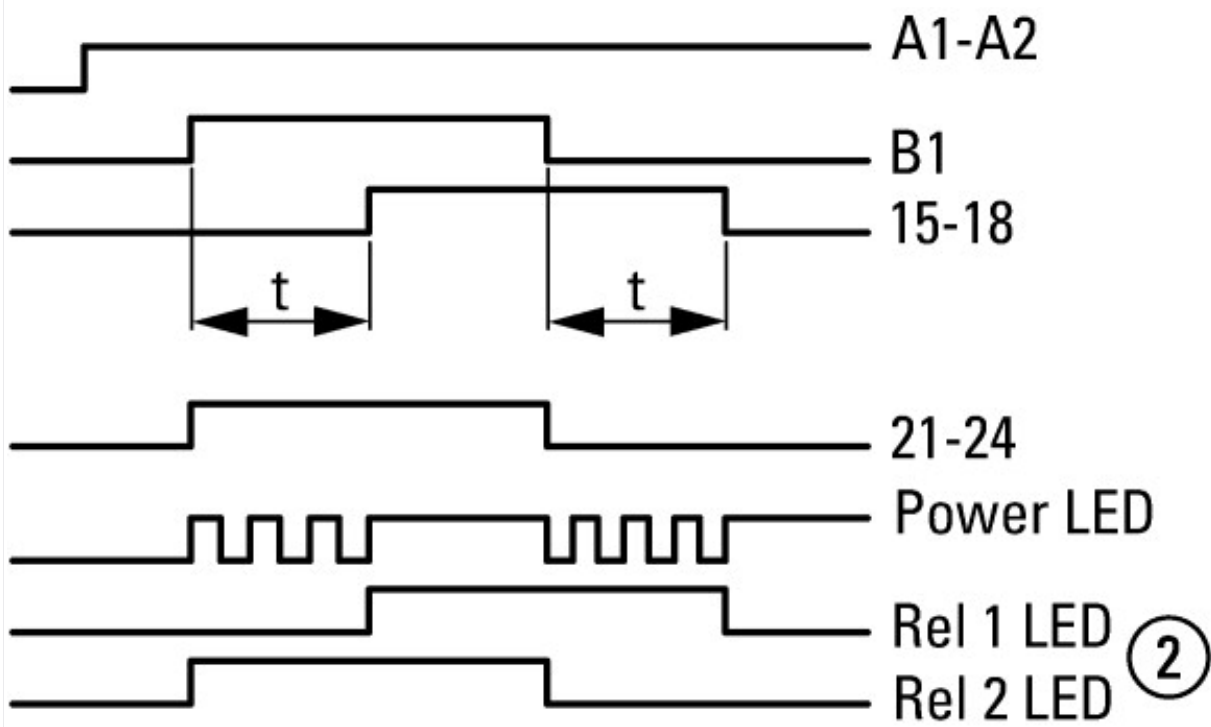 A1-A2
B1
15-18
t t
21-24
Power LED
Rel 1 LED
2
Rel 2 LED